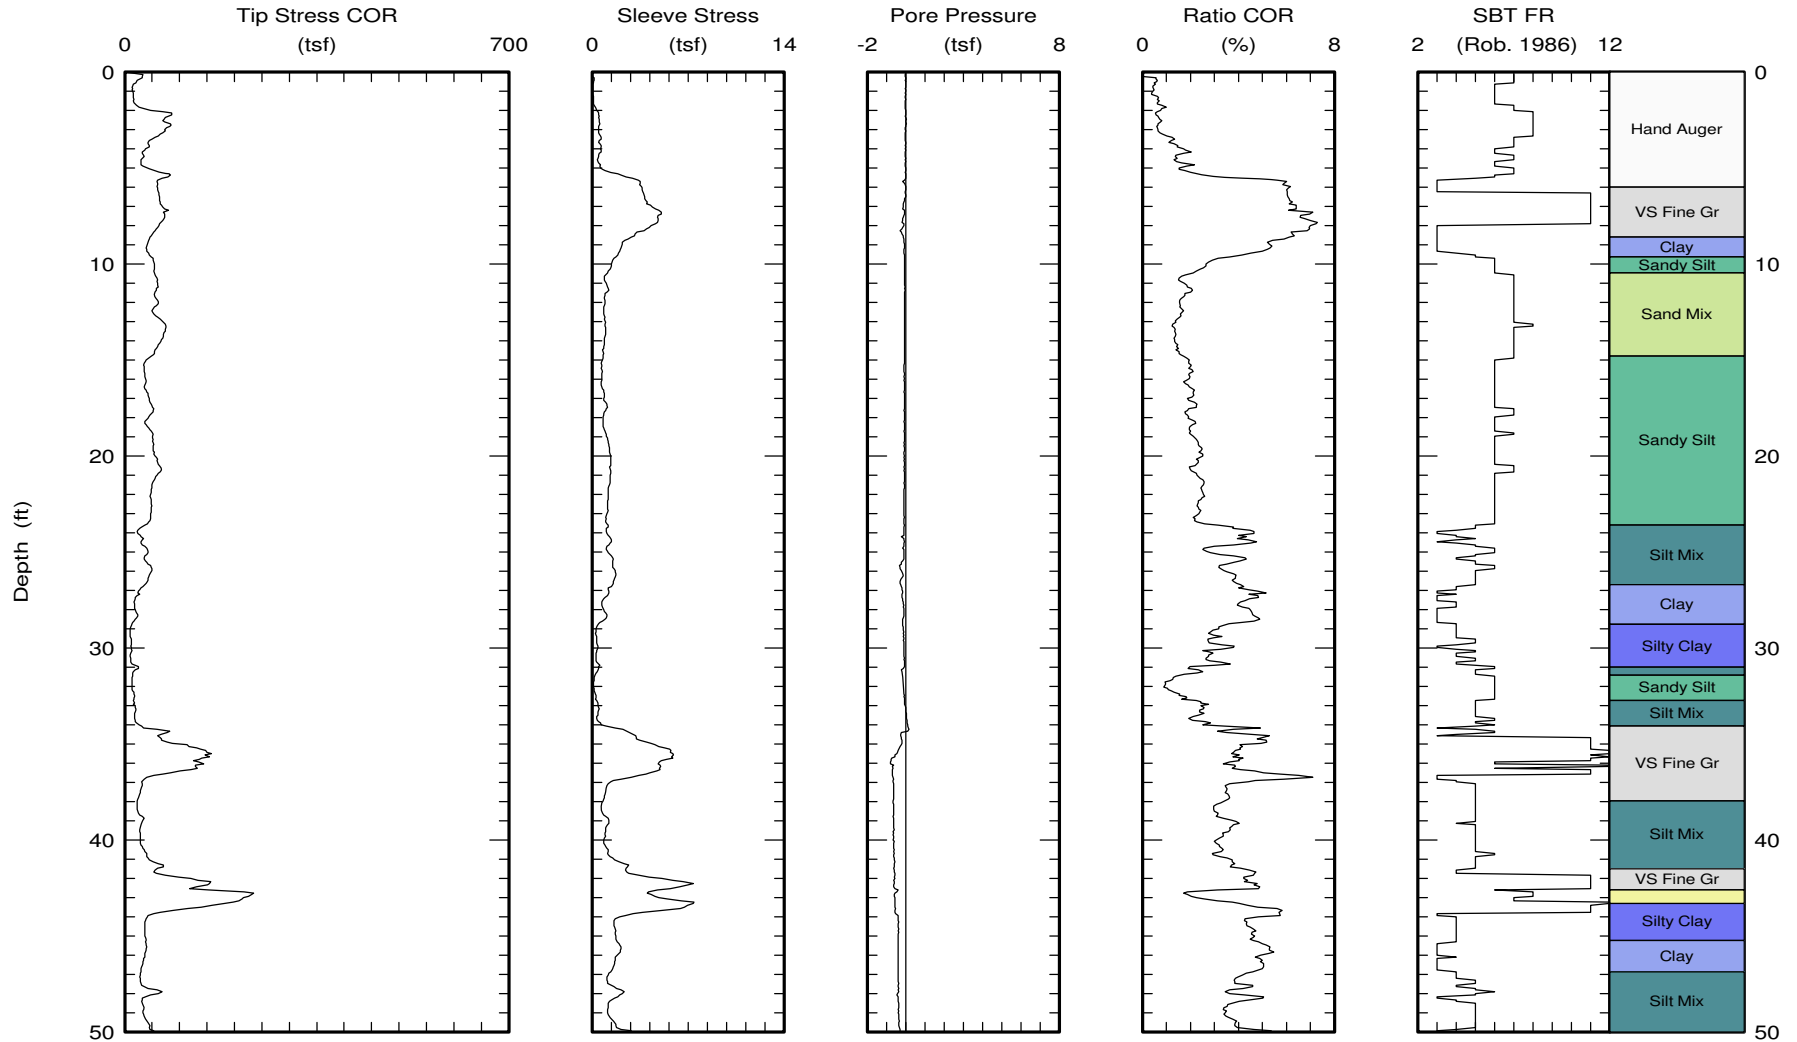 Tip Stress COR Sleeve Stress Pore Pressure Ratio COR SBT FR
0 (tsf) 700 0 (tsf) 14 -2 (tsf) 8 0 (%) 8 2 (Rob. 1986) 12
0 0
Hand Auger
VS Fine Gr
Clay
10 Sandy Silt 10
Sand Mix
Sandy Silt
20 20
Depth (ft)
Silt Mix
Clay
Silty Clay
30 30
Sandy Silt
Silt Mix
VS Fine Gr
Silt Mix
40 40
VS Fine Gr
Silty Clay
Clay
Silt Mix
50 50